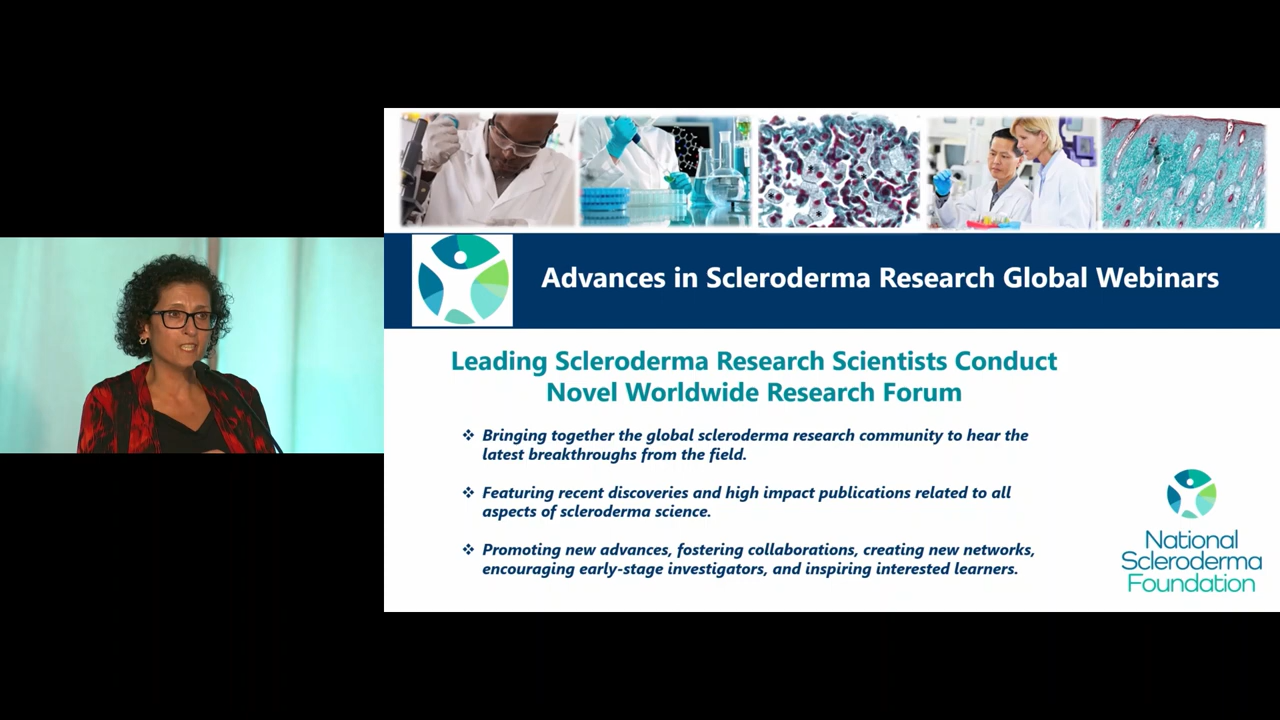 Advances in Scleroderma Research Global Webinars
Leading Scleroderma Research Scientists Conduct
Novel Worldwide Research Forum
❖ Bringing together the global scleroderma research community to hear the
latest breakthroughs from the field.
❖ Featuring recent discoveries and high impact publications related to all
aspects of scleroderma science.
❖ Promoting new advances, fostering collaborations, creating new networks,
encouraging early-stage investigators, and inspiring interested learners.
National
Scleroderma
Foundation